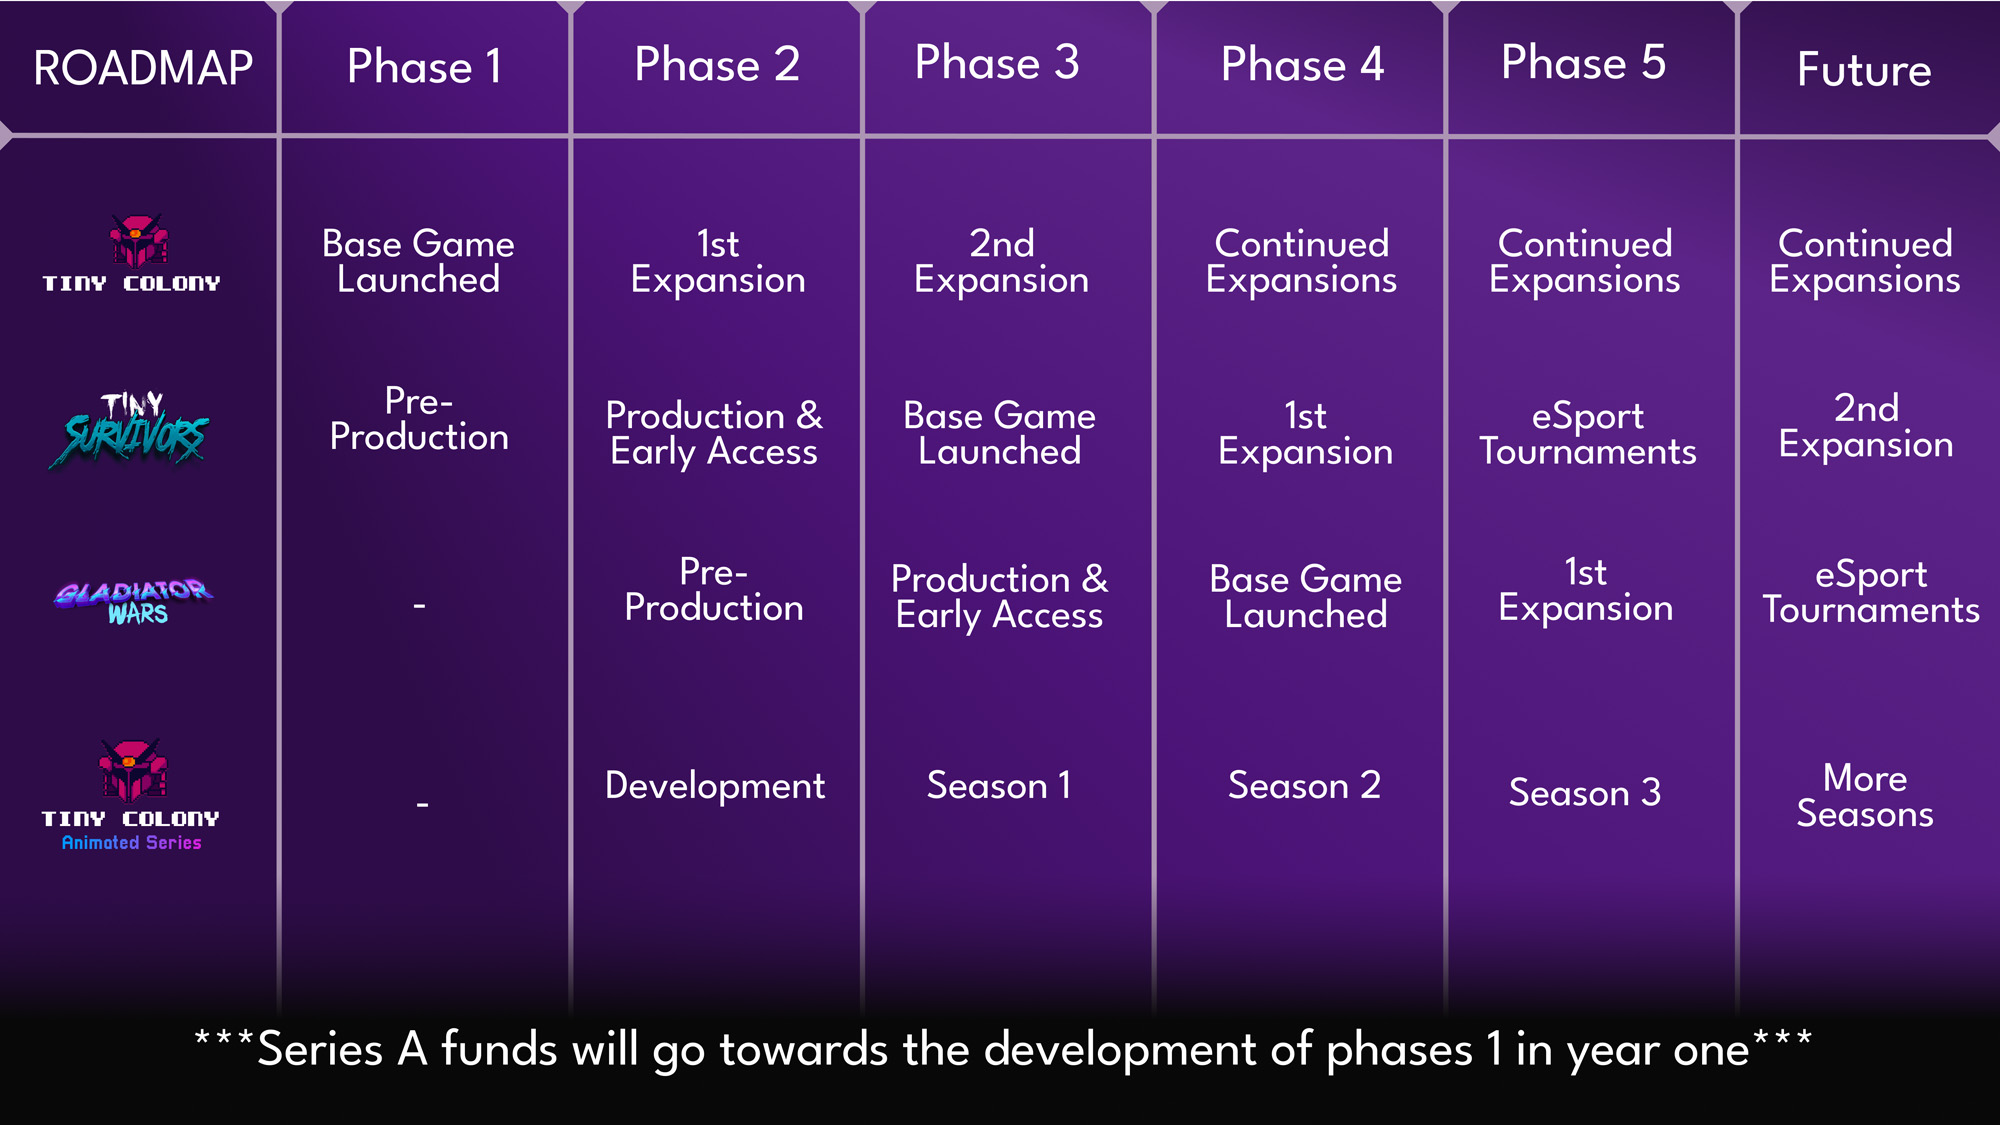 ROADMAP Phase 1 Phase 2 Phase 3 Phase 4 Phase 5 Future
TINY COLONY
Base Game
Launched
1st
Expansion
2nd
Expansion
Continued
Expansions
Continued
Expansions
Continued
Expansions
TINY
SURVIVORS
Pre-
Production
Production &
Early Access
Base Game
Launched
1st
Expansion
eSport
Tournaments
2nd
Expansion
GLADIATOR
WARS
-
Pre-
Production
Production &
Early Access
Base Game
Launched
1st
Expansion
eSport
Tournaments
TINY COLONY
Animated Series
-
Development
Season 1
Season 2
Season 3
More
Seasons
***Series A funds will go towards the development of phases 1 in year one***